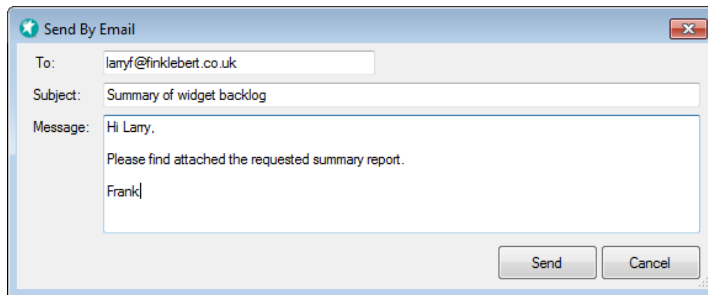 Send By Email
To: larryf@finklebert.co.uk
Subject: Summary of widget backlog
Message: Hi Larry,
Please find attached the requested summary report.
Frank
Send Cancel